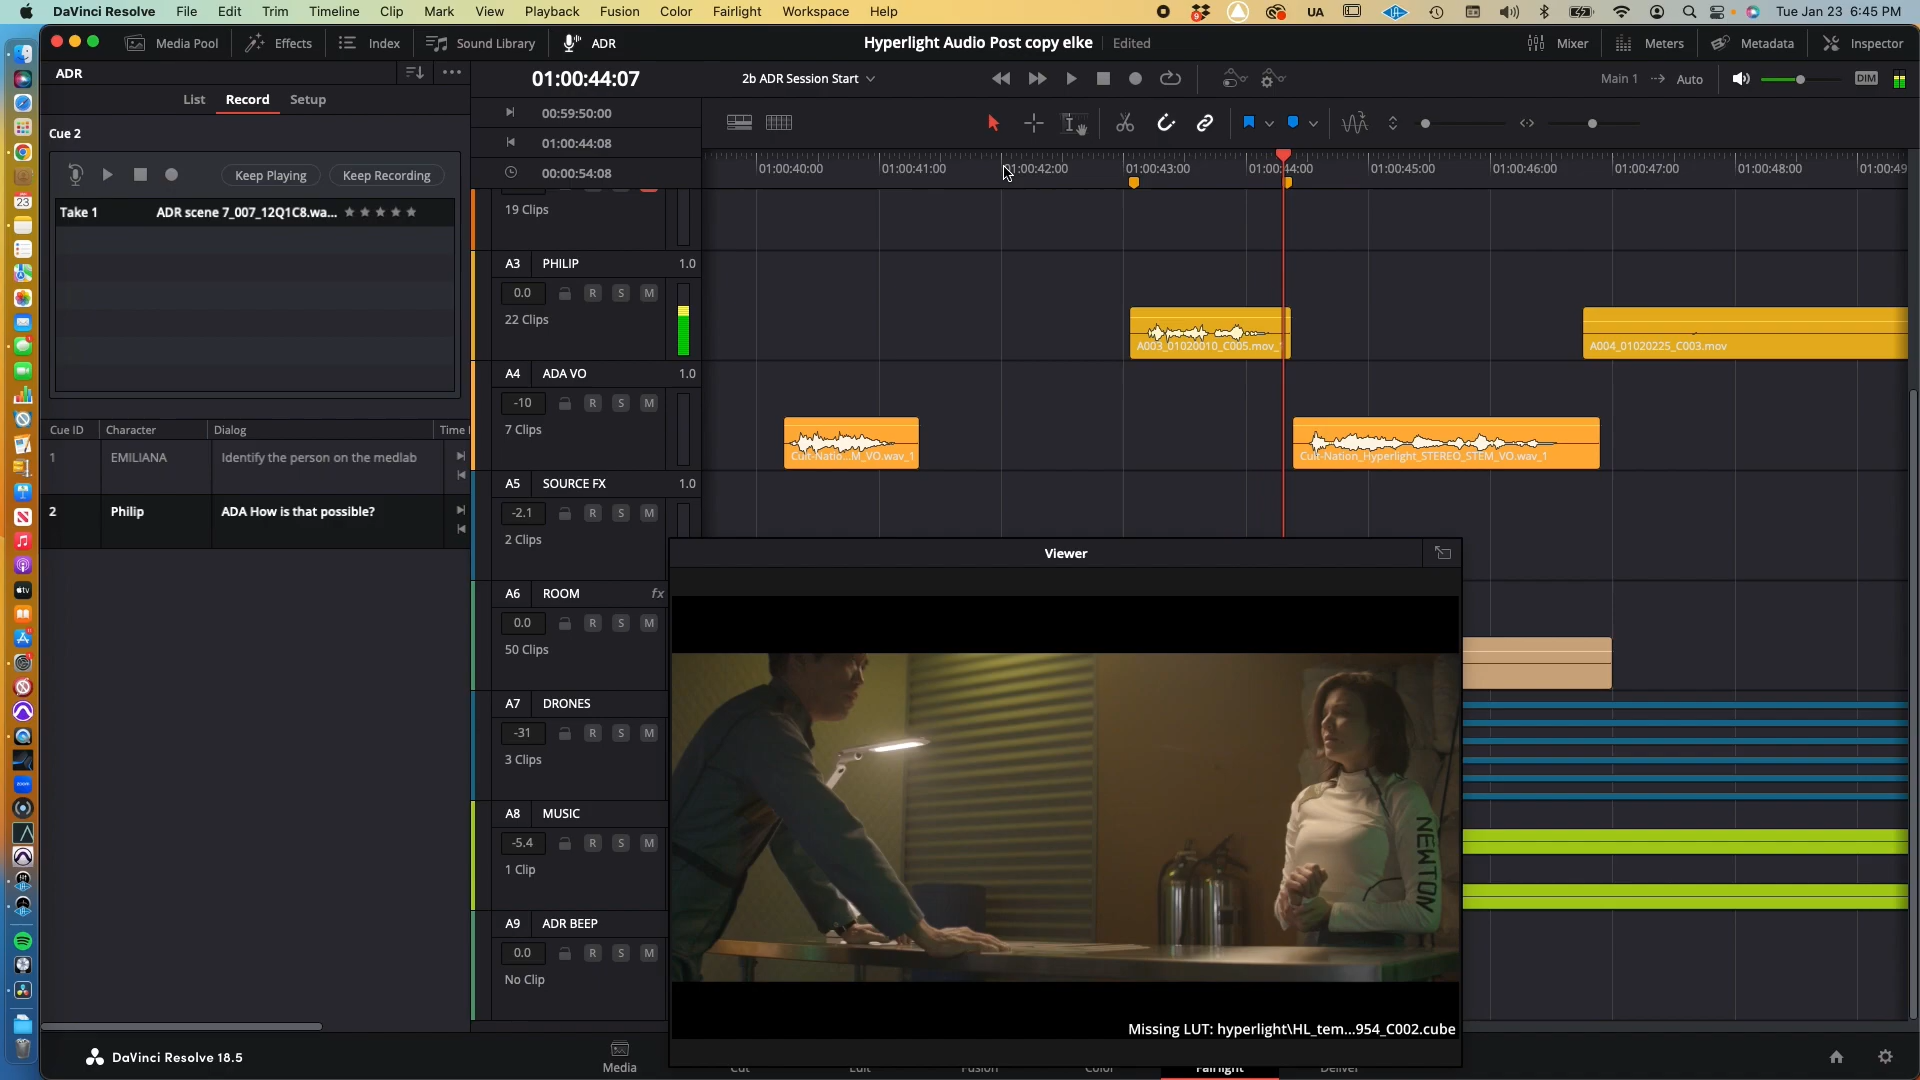 DaVinci Resolve File Edit Trim Timeline Clip Mark View Playback Fusion Color Fairlight Workspace Help UA Tue Jan 23 6:45 PM
Media Pool Effects Index Sound Library ADR Hyperlight Audio Post copy elke Edited Mixer Meters Metadata Inspector
ADR 01:00:44:07 2b ADR Session Start Main 1 Auto DIM
List Record Setup
00:59:50:00
Cue 2
01:00:44:08
Keep Playing Keep Recording 00:00:54:08
01:00:40:00 01:00:41:00 01:00:42:00 01:00:43:00 01:00:44:00 01:00:45:00 01:00:46:00 01:00:47:00 01:00:48:00 01:00:49
Take 1 ADR scene 7_007_12Q1C8.wa...
19 Clips
A3 PHILIP 1.0
0.0 R S M
22 Clips
A003_01020010_C005.mov_ A004_01020225_C003.mov
A4 ADA VO 1.0
-10 R S M
7 Clips
Cult-Natio...M_VO.wav_1 Cult-Nation_Hyperlight_STEREO_STEM_VO.wav_1
Cue ID Character Dialog Time
1 EMILIANA Identify the person on the medlab
2 Philip ADA How is that possible?
A5 SOURCE FX 1.0
-2.1 R S M
2 Clips
Viewer
A6 ROOM fx
0.0 R S M
50 Clips
A7 DRONES
-31 R S M
3 Clips
A8 MUSIC
-5.4 R S M
1 Clip
NEWTON
A9 ADR BEEP
0.0 R S M
No Clip
Missing LUT: hyperlight\HL_tem...954_C002.cube
DaVinci Resolve 18.5
Media Cut Edit Fusion Color Fairlight Deliver